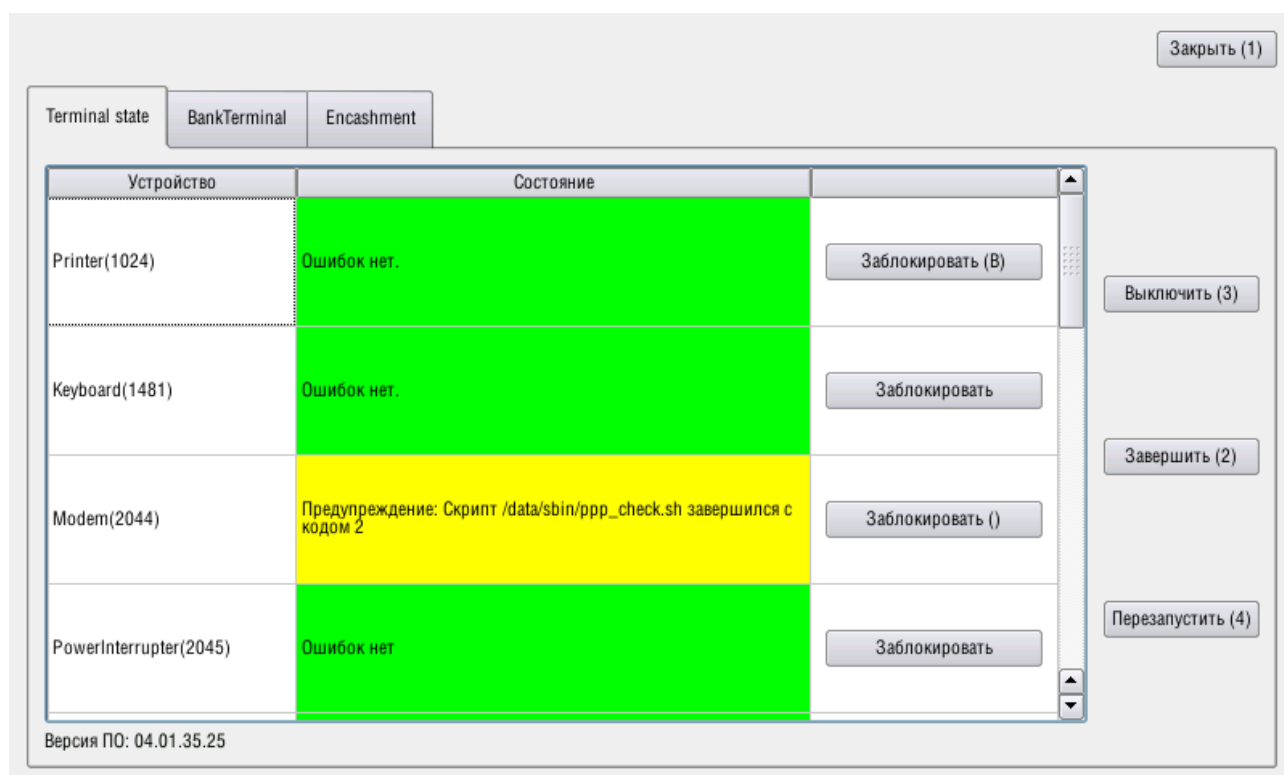 Закрыть (1)
Terminal state
BankTerminal
Encashment
Устройство
Состояние
Printer(1024)
Ошибок нет.
Заблокировать (B)
Выключить (3)
Keyboard(1481)
Ошибок нет.
Заблокировать
Завершить (2)
Modem(2044)
Предупреждение: Скрипт /data/sbin/ppp_check.sh завершился с
кодом 2
Заблокировать ()
Перезапустить (4)
PowerInterrupter(2045)
Ошибок нет
Заблокировать
Версия ПО: 04.01.35.25